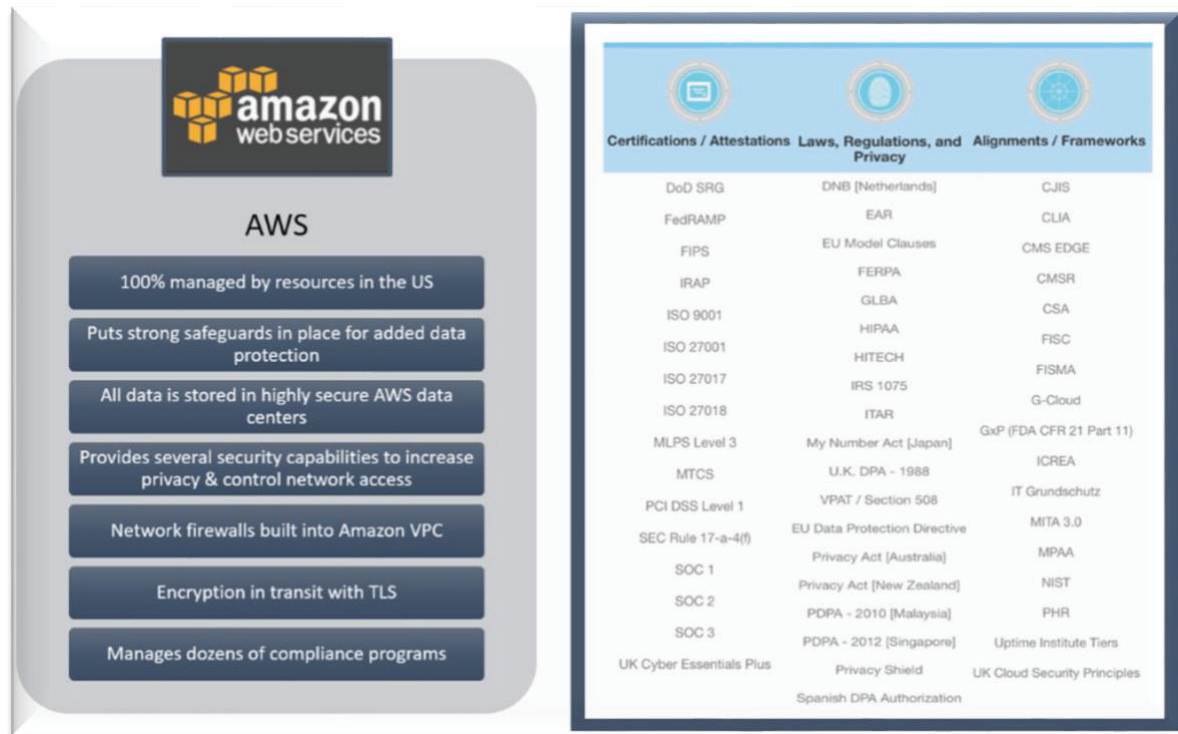 amazon
web services
AWS
100% managed by resources in the US
Puts strong safeguards in place for added data
protection
All data is stored in highly secure AWS data
centers
Provides several security capabilities to increase
privacy & control network access
Network firewalls built into Amazon VPC
Encryption in transit with TLS
Manages dozens of compliance programs
Certifications / Attestations
DoD SRG
FedRAMP
FIPS
IRAP
ISO 9001
ISO 27001
ISO 27017
ISO 27018
MLPS Level 3
MTCS
PCI DSS Level 1
SEC Rule 17-a-4(f)
SOC 1
SOC 2
SOC 3
UK Cyber Essentials Plus
Laws, Regulations, and
Privacy
DNB [Netherlands]
EAR
EU Model Clauses
FERPA
GLBA
HIPAA
HITECH
IRS 1075
ITAR
My Number Act [Japan]
U.K. DPA - 1988
VPAT / Section 508
EU Data Protection Directive
Privacy Act [Australia]
Privacy Act [New Zealand]
PDPA - 2010 [Malaysia]
PDPA - 2012 [Singapore]
Privacy Shield
Spanish DPA Authorization
Alignments / Frameworks
CJIS
CLIA
CMS EDGE
CMSR
CSA
FISC
FISMA
G-Cloud
GxP (FDA CFR 21 Part 11)
ICREA
IT Grundschutz
MITA 3.0
MPAA
NIST
PHR
Uptime Institute Tiers
UK Cloud Security Principles